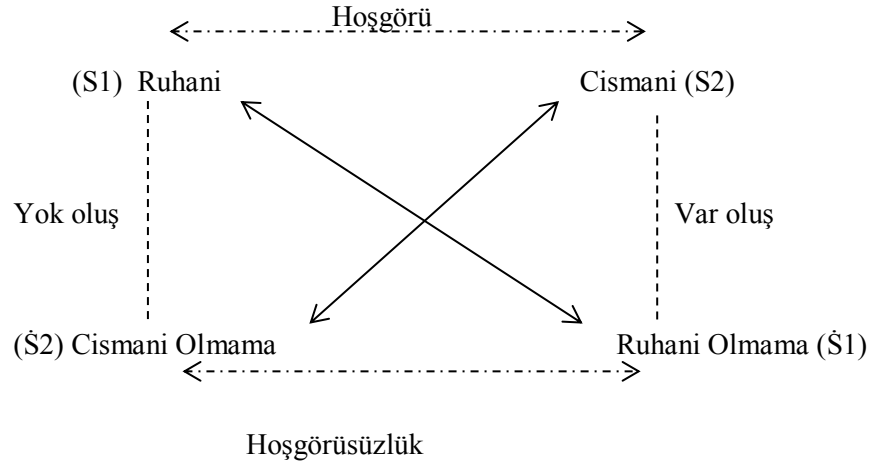 Hoşgörü
(S1) Ruhani Cismani (S2)
Yok oluş Var oluş
(Ṡ2) Cismani Olmama Ruhani Olmama (Ṡ1)
Hoşgörüsüzlük